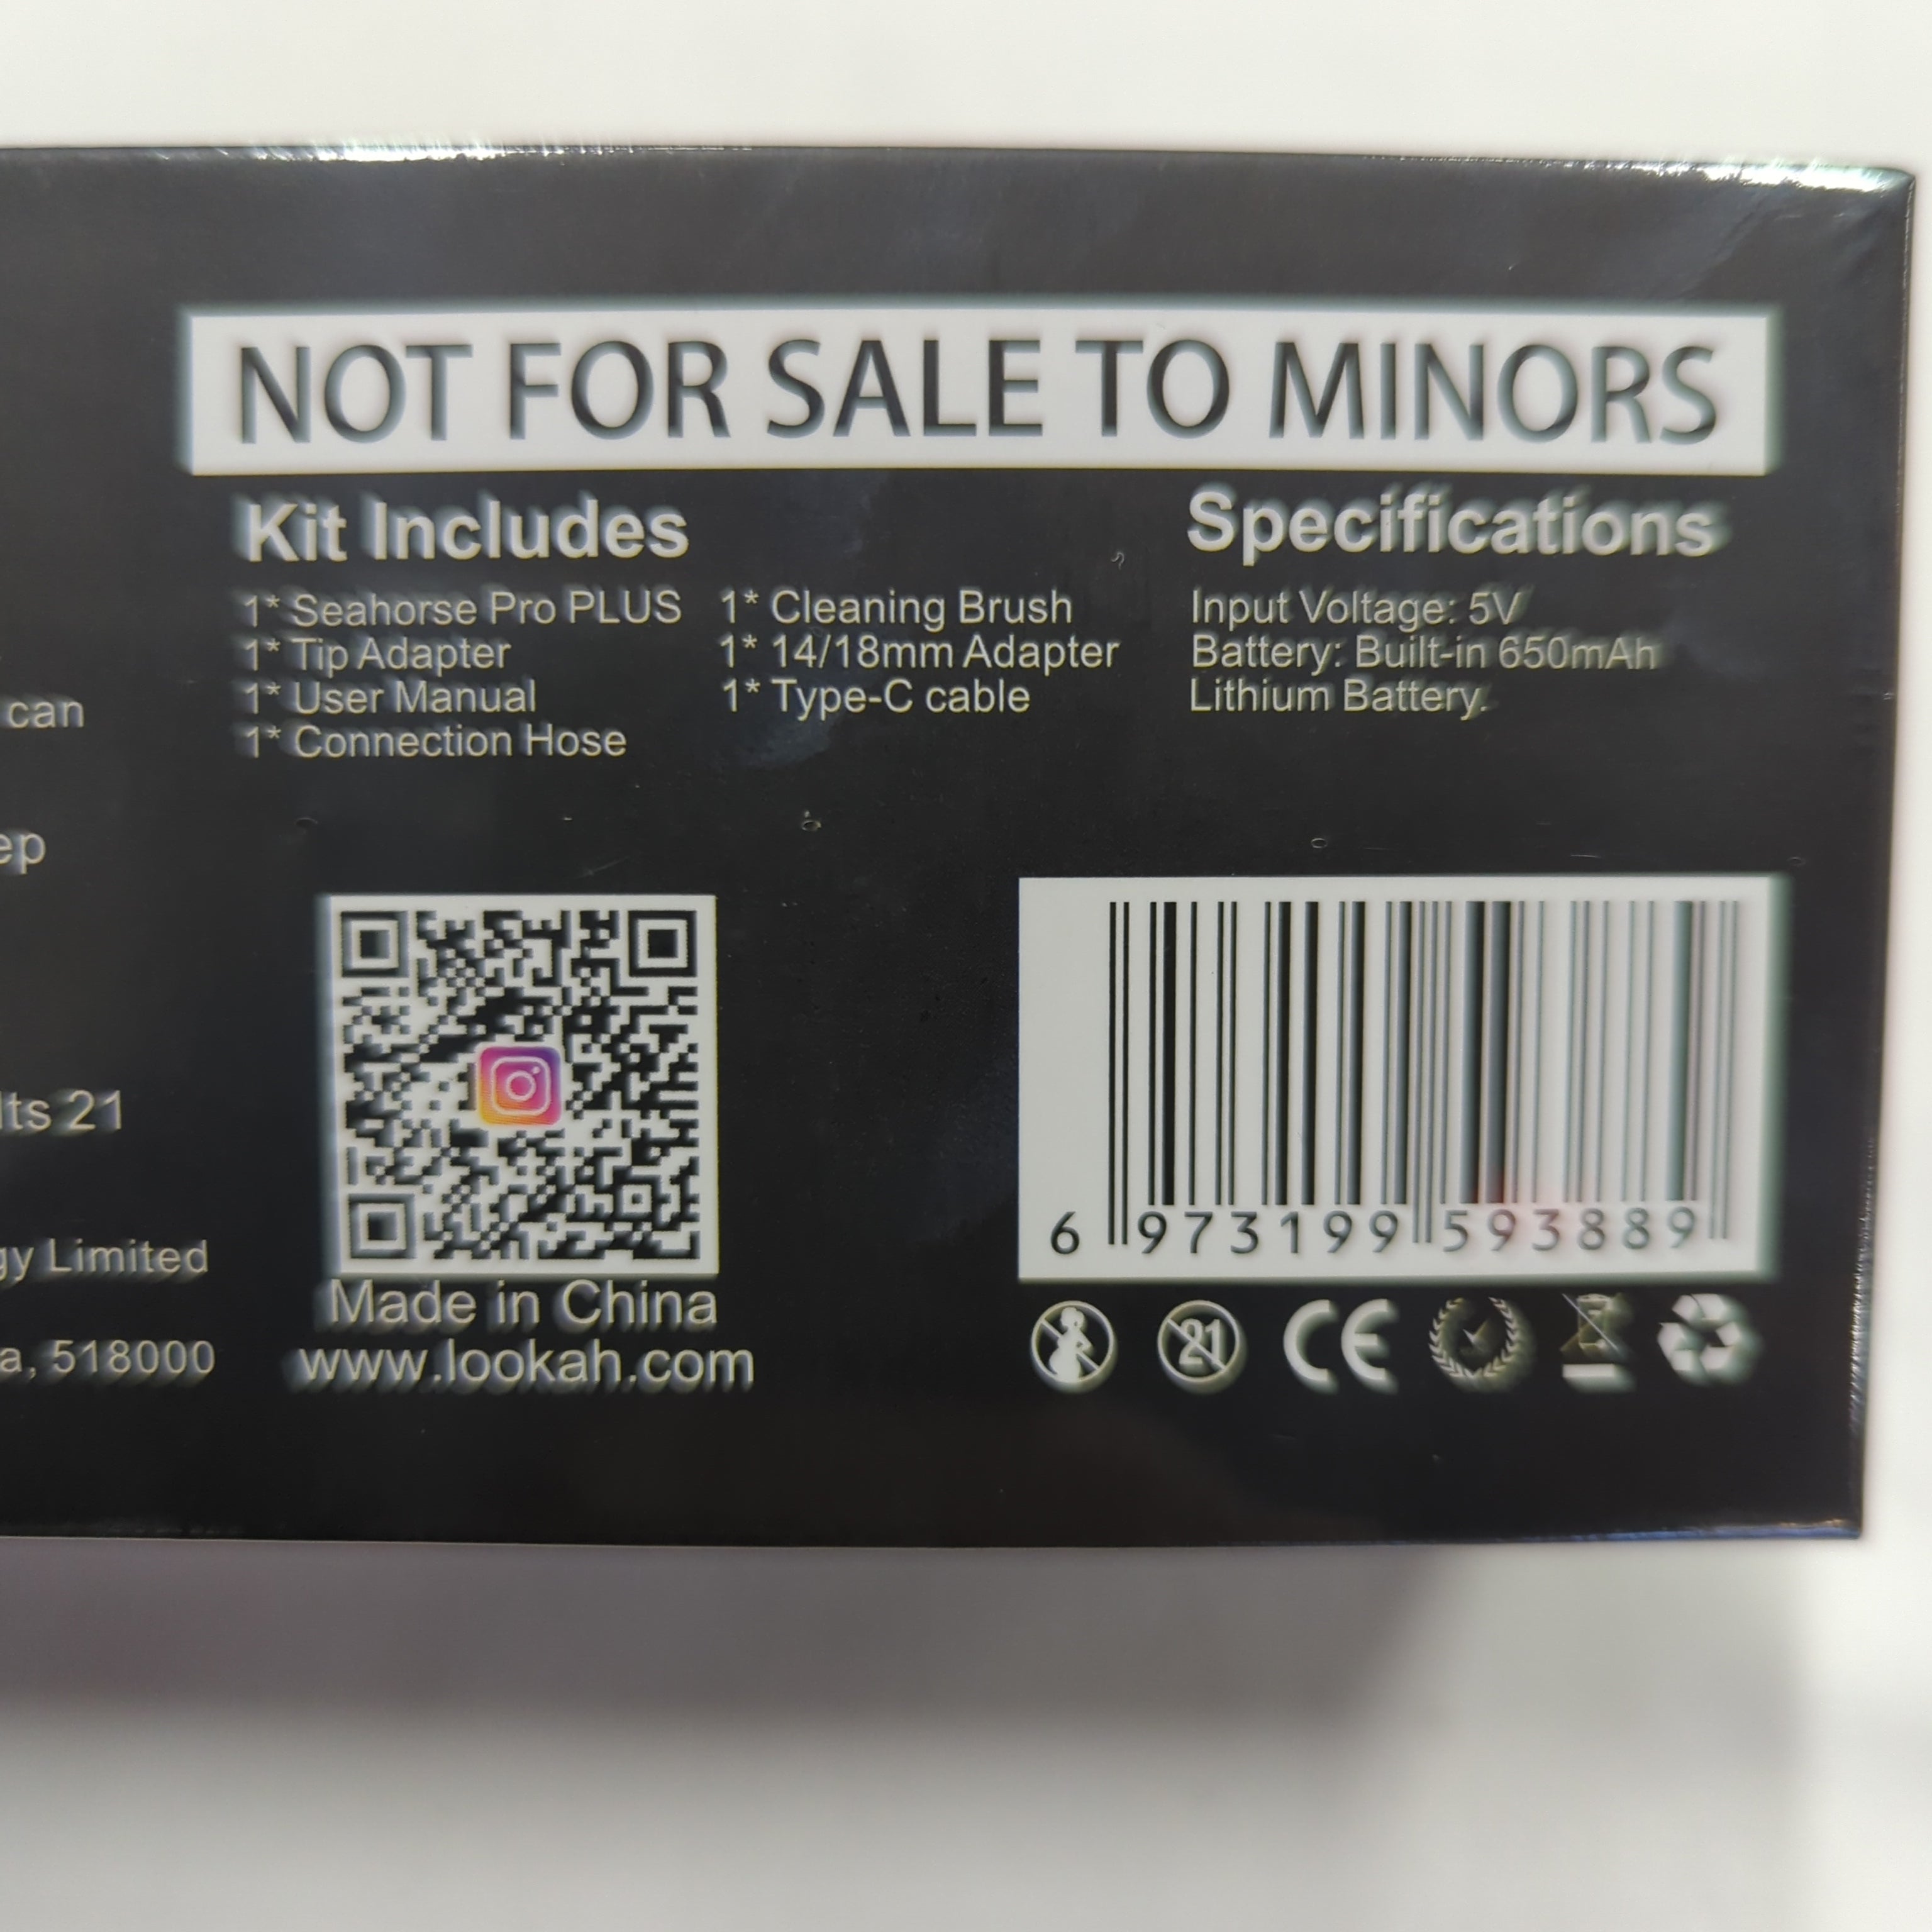 NOT FOR SALE TO MINORS
Kit Includes
1* Seahorse Pro PLUS
1* Tip Adapter
1* User Manual
1* Connection Hose
1* Cleaning Brush
1* 14/18mm Adapter
1* Type-C cable
Specifications
Input Voltage: 5V
Battery: Built-in 650mAh
Lithium Battery.
can
lts 21
Limited
a, 518000
Made in China
www.lookah.com
6 973199 593889
21
CE